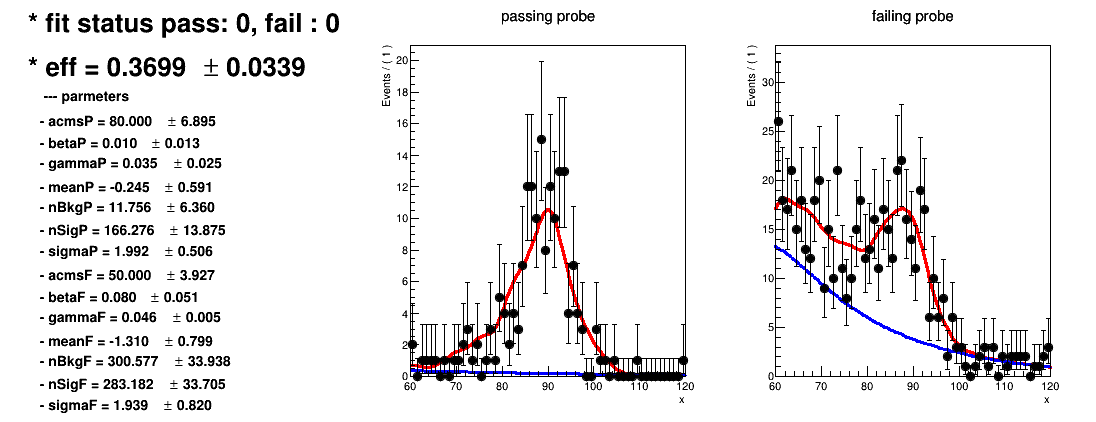 * fit status pass: 0, fail : 0
* eff = 0.3699 ± 0.0339
--- parmeters
- acmsP = 80.000 ± 6.895
- betaP = 0.010 ± 0.013
- gammaP = 0.035 ± 0.025
- meanP = -0.245 ± 0.591
- nBkgP = 11.756 ± 6.360
- nSigP = 166.276 ± 13.875
- sigmaP = 1.992 ± 0.506
- acmsF = 50.000 ± 3.927
- betaF = 0.080 ± 0.051
- gammaF = 0.046 ± 0.005
- meanF = -1.310 ± 0.799
- nBkgF = 300.577 ± 33.938
- nSigF = 283.182 ± 33.705
- sigmaF = 1.939 ± 0.820
passing probe
Events / ( 1 )
20
18
16
14
12
10
8
6
4
2
0
60 70 80 90 100 110 120
x
failing probe
Events / ( 1 )
30
25
20
15
10
5
0
60 70 80 90 100 110 120
x